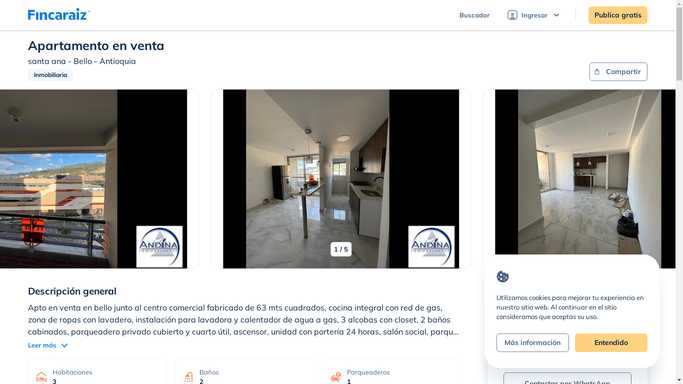 Fincaraiz
Buscador
Ingresar
Publica gratis
Apartamento en venta
santa ana - Bello - Antioquia
Inmobiliaria
Compartir
ANDINA
ANDINA
1 / 5
Descripción general
Apto en venta en bello junto al centro comercial fabricado de 63 mts cuadrados, cocina integral con red de gas,
zona de ropas con lavadero, instalación para lavadora y calentador de agua a gas, 3 alcobas con closet, 2 baños
cabinados, parqueadero privado cubierto y cuarto útil, ascensor, unidad con portería 24 horas, salón social, parqu...
Leer más
Utilizamos cookies para mejorar tu experiencia en
nuestro sitio web. Al continuar en el sitio
consideramos que aceptas su uso.
Más información
Entendido
Habitaciones
3
Baños
2
Parqueaderos
1
Contactar por WhatsApp